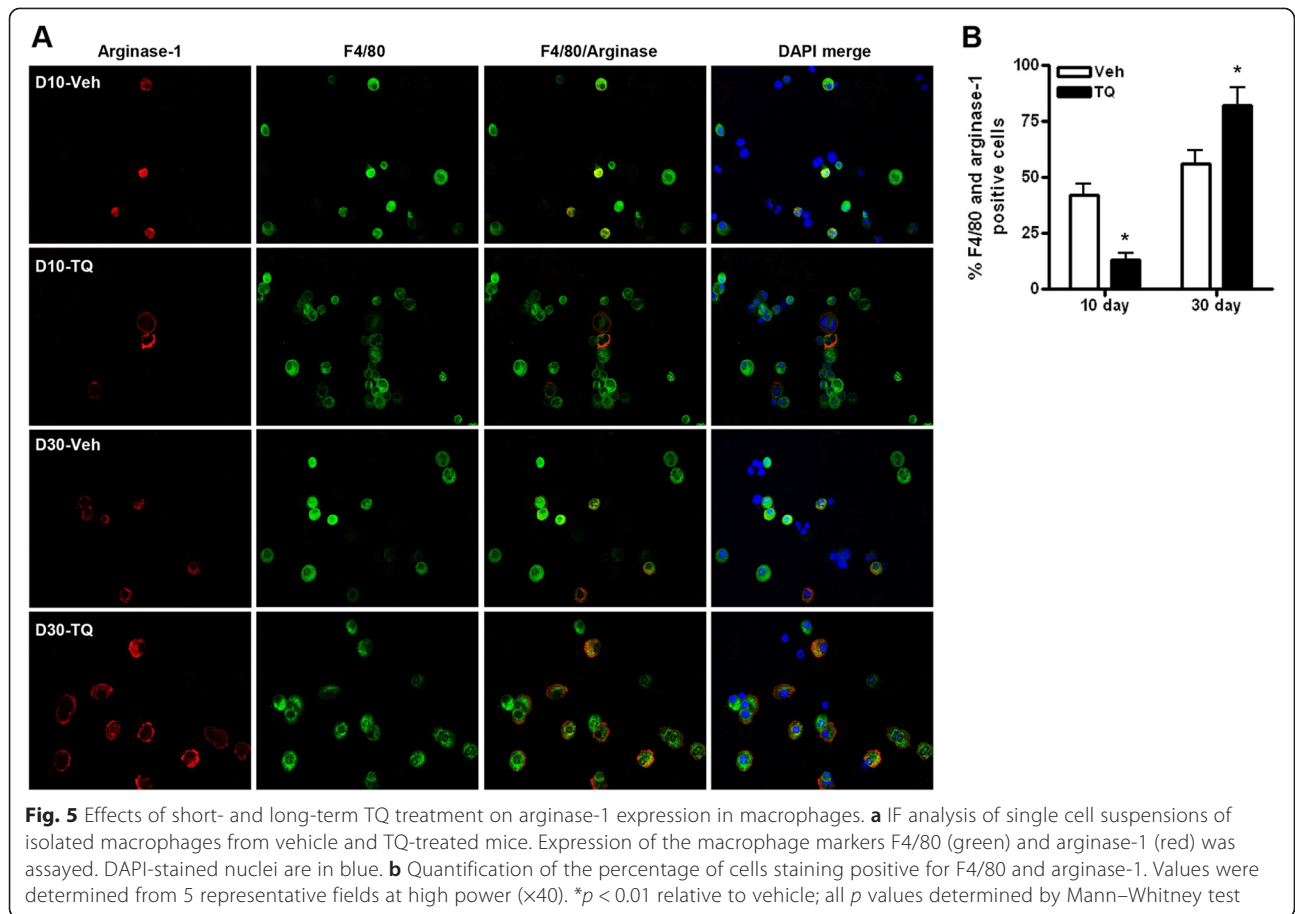 A
Arginase-1 F4/80 F4/80/Arginase DAPI merge
D10-Veh
D10-TQ
D30-Veh
D30-TQ
B
% F4/80 and arginase-1
positive cells
100
75
50
25
0
Veh
TQ
*
*
10 day 30 day
Fig. 5 Effects of short- and long-term TQ treatment on arginase-1 expression in macrophages. a IF analysis of single cell suspensions of
isolated macrophages from vehicle and TQ-treated mice. Expression of the macrophage markers F4/80 (green) and arginase-1 (red) was
assayed. DAPI-stained nuclei are in blue. b Quantification of the percentage of cells staining positive for F4/80 and arginase-1. Values were
determined from 5 representative fields at high power (×40). *p < 0.01 relative to vehicle; all p values determined by Mann–Whitney test